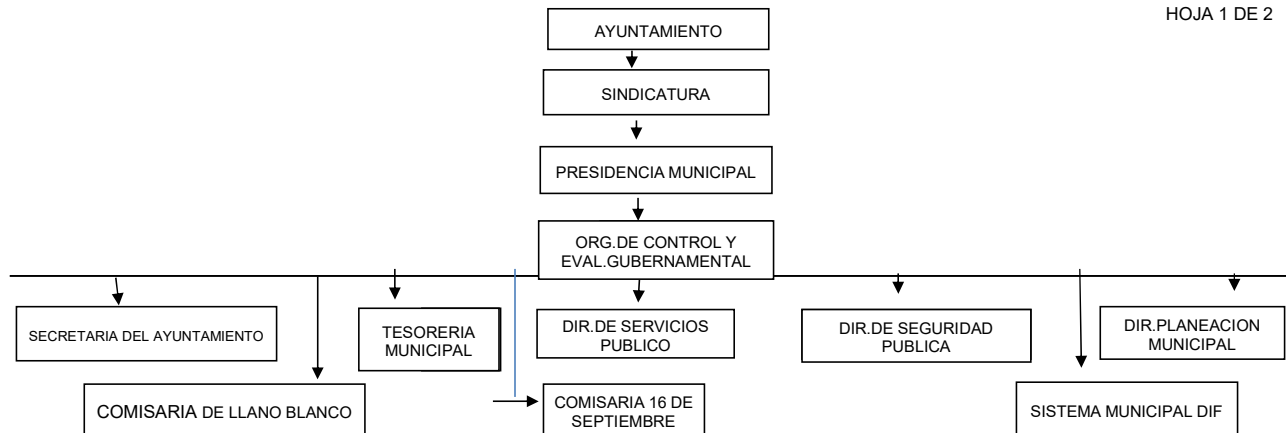 HOJA 1 DE 2
AYUNTAMIENTO
SINDICATURA
PRESIDENCIA MUNICIPAL
ORG.DE CONTROL Y
EVAL.GUBERNAMENTAL
SECRETARIA DEL AYUNTAMIENTO
TESORERIA
MUNICIPAL
DIR.DE SERVICIOS
PUBLICO
DIR.DE SEGURIDAD
PUBLICA
DIR.PLANEACION
MUNICIPAL
COMISARIA DE LLANO BLANCO
COMISARIA 16 DE
SEPTIEMBRE
SISTEMA MUNICIPAL DIF